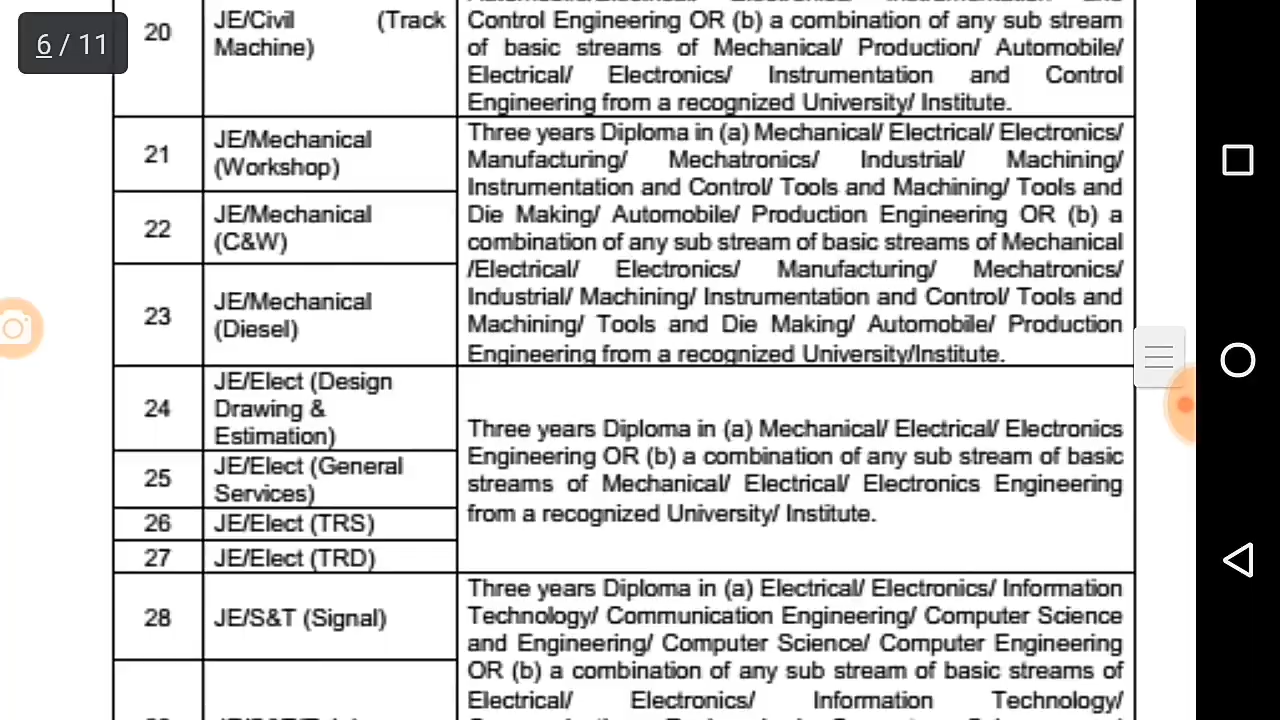 6 / 11
20
JE/Civil (Track
Machine)
Control Engineering OR (b) a combination of any sub stream
of basic streams of Mechanical/ Production/ Automobile/
Electrical/ Electronics/ Instrumentation and Control
Engineering from a recognized University/ Institute.
21
JE/Mechanical
(Workshop)
22
JE/Mechanical
(C&W)
23
JE/Mechanical
(Diesel)
Three years Diploma in (a) Mechanical/ Electrical/ Electronics/
Manufacturing/ Mechatronics/ Industrial/ Machining/
Instrumentation and Control/ Tools and Machining/ Tools and
Die Making/ Automobile/ Production Engineering OR (b) a
combination of any sub stream of basic streams of Mechanical
/Electrical/ Electronics/ Manufacturing/ Mechatronics/
Industrial/ Machining/ Instrumentation and Control/ Tools and
Machining/ Tools and Die Making/ Automobile/ Production
Engineering from a recognized University/Institute.
24
JE/Elect (Design
Drawing &
Estimation)
25
JE/Elect (General
Services)
26
JE/Elect (TRS)
27
JE/Elect (TRD)
Three years Diploma in (a) Mechanical/ Electrical/ Electronics
Engineering OR (b) a combination of any sub stream of basic
streams of Mechanical/ Electrical/ Electronics Engineering
from a recognized University/ Institute.
28
JE/S&T (Signal)
Three years Diploma in (a) Electrical/ Electronics/ Information
Technology/ Communication Engineering/ Computer Science
and Engineering/ Computer Science/ Computer Engineering
OR (b) a combination of any sub stream of basic streams of
Electrical/ Electronics/ Information Technology/